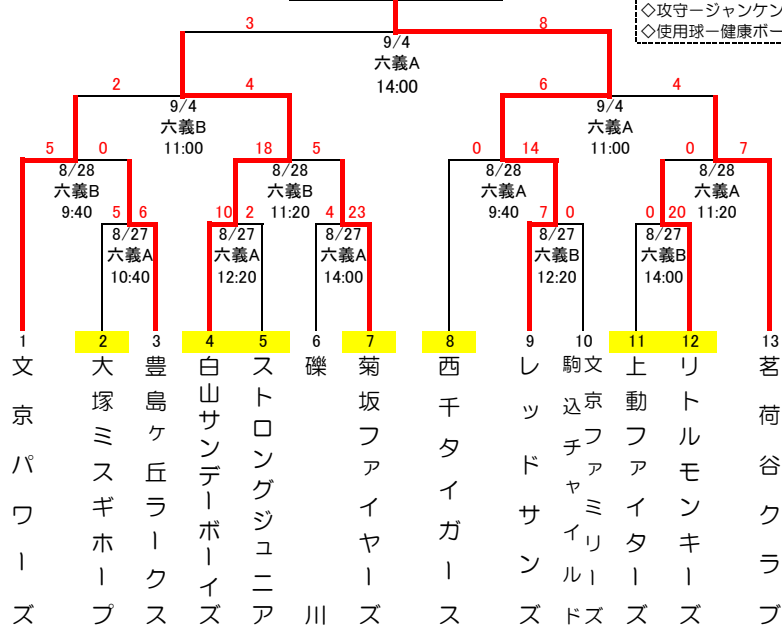 ◇攻守ージャンケン
◇使用球ー健康ボー
3 8
9/4
六義A
14:00
2 4
9/4
六義B
11:00
6 4
9/4
六義A
11:00
5 0
8/28
六義B
9:40
18 5
8/28
六義B
11:20
0 14
8/28
六義A
9:40
0 7
8/28
六義A
11:20
5 6
8/27
六義A
10:40
10 2
8/27
六義A
12:20
4 23
8/27
六義A
14:00
7 0
8/27
六義B
12:20
0 20
8/27
六義B
14:00
1 2 3 4 5 6 7 8 9 10 11 12 13
文京パワーズ
大塚ミスギホープ
豊島ヶ丘ラークス
白山サンデーボーイズ
ストロングジュニア
礫川
菊坂ファイヤーズ
西千タイガース
レッドサンズ
文京ファミリーズ
駒込チャイルド
上動ファイターズ
リトルモンキーズ
茗荷谷クラブ